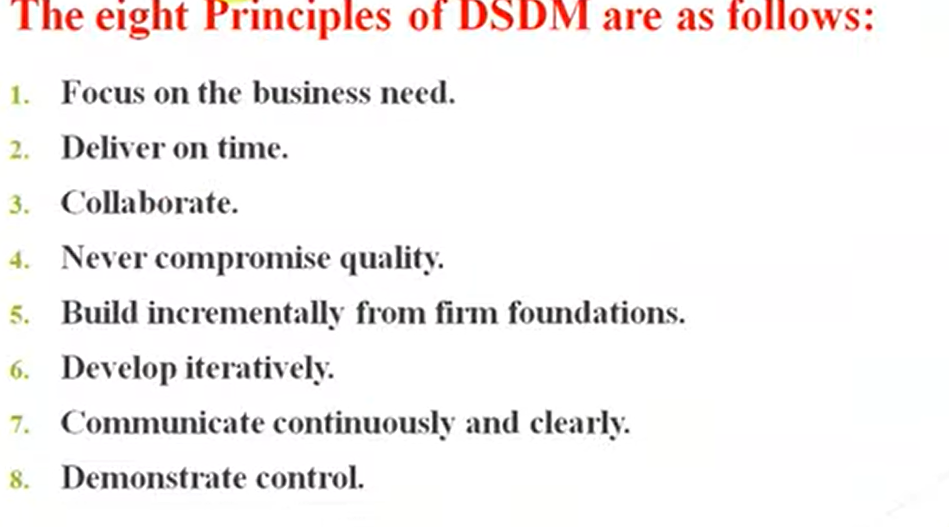 The eight Principles of DSDM are as follows:
1. Focus on the business need.
2. Deliver on time.
3. Collaborate.
4. Never compromise quality.
5. Build incrementally from firm foundations.
6. Develop iteratively.
7. Communicate continuously and clearly.
8. Demonstrate control.